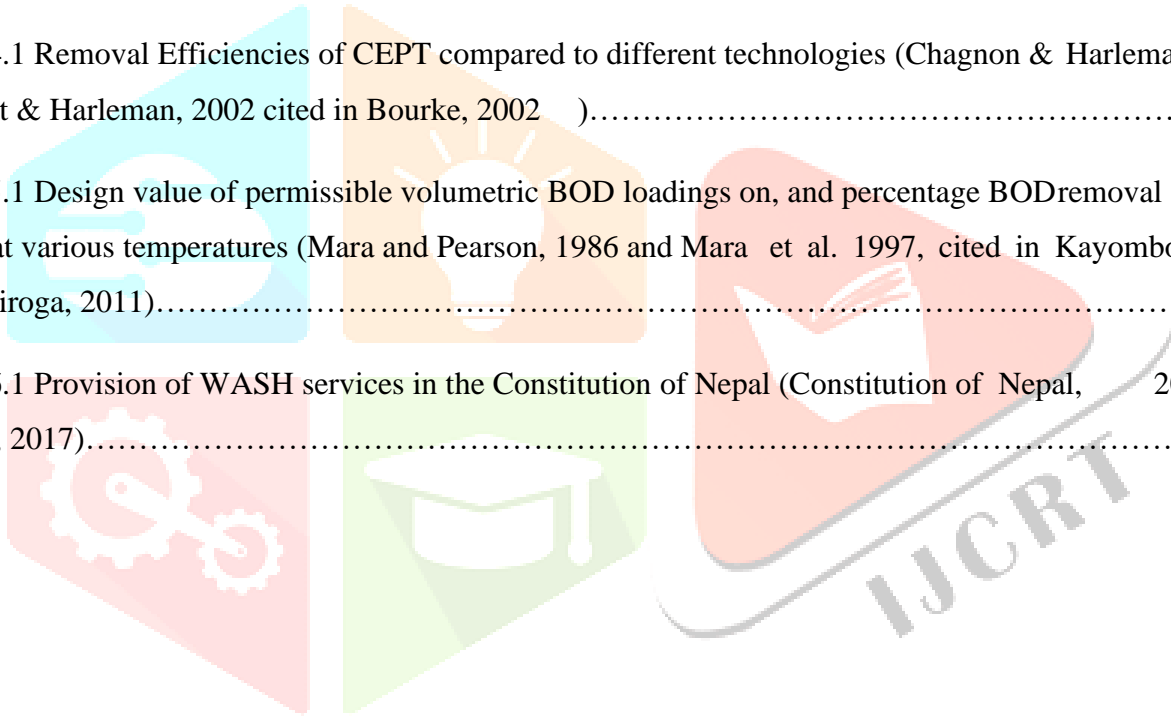 .1 Removal Efficiencies of CEPT compared to different technologies (Chagnon & Harlema
t & Harleman, 2002 cited in Bourke, 2002 )……………………………………………
.1 Design value of permissible volumetric BOD loadings on, and percentage BODremoval
at various temperatures (Mara and Pearson, 1986 and Mara et al. 1997, cited in Kayombo
iroga, 2011)……………………………………………………………………………………
.1 Provision of WASH services in the Constitution of Nepal (Constitution of Nepal, 20
2017)…………………………………………………………………………………………
IJCRT